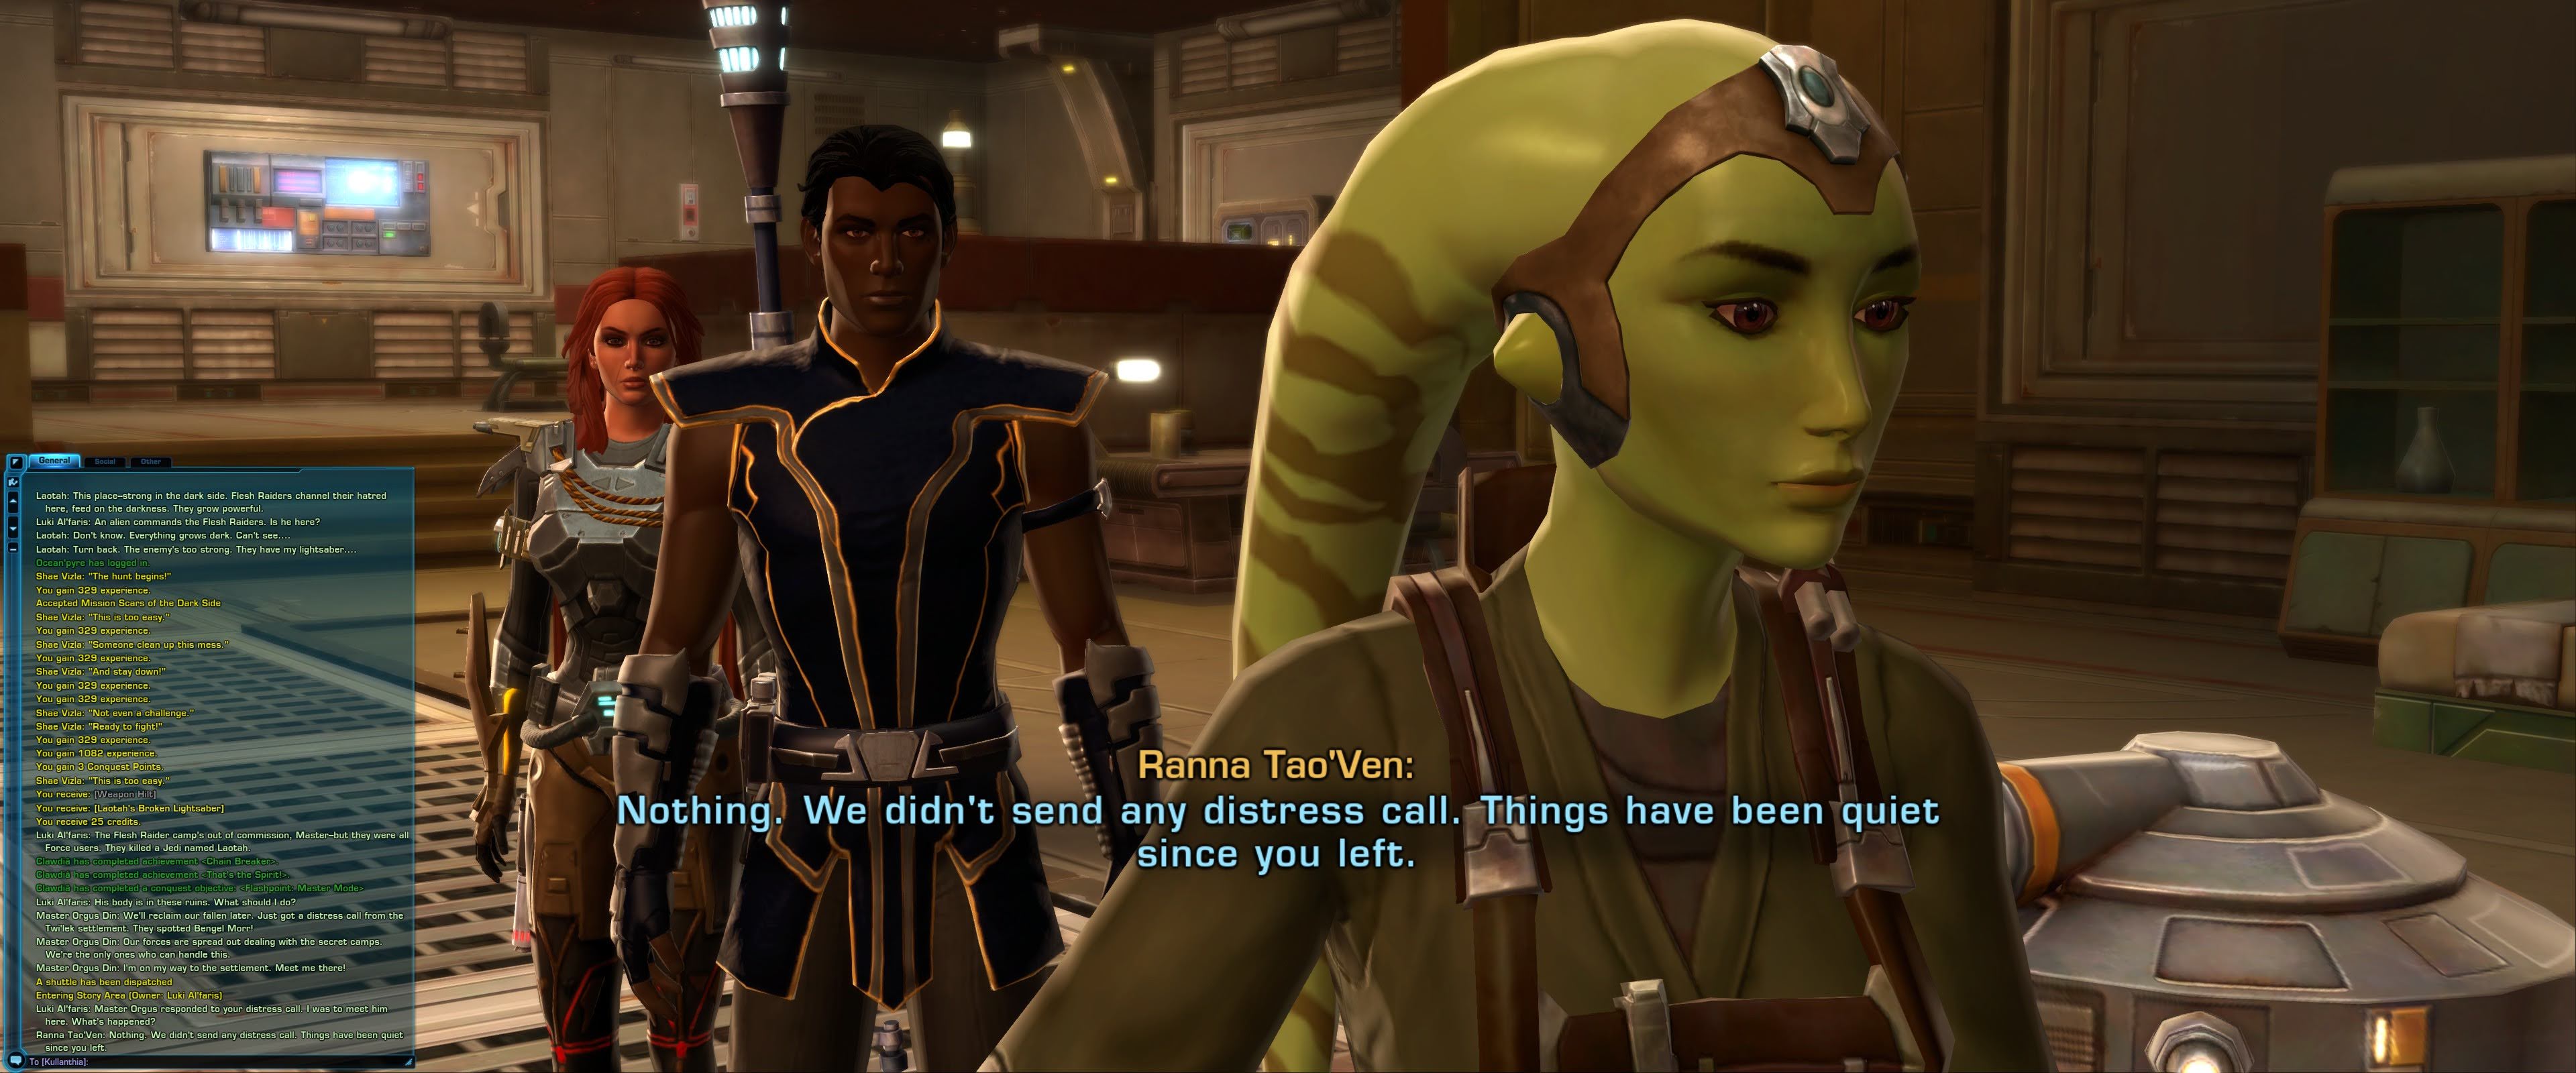 General Social Other
Laotah: This place—strong in the dark side. Flesh Raiders channel their hatred
here, feed on the darkness. They grow powerful.
Luki Al'faris: An alien commands the Flesh Raiders. Is he here?
Laotah: Don't know. Everything grows dark. Can't see....
Laotah: Turn back. The enemy's too strong. They have my lightsaber....
Ocean'pyre has logged in.
Shae Vizla: "The hunt begins!"
You gain 329 experience.
Accepted Mission Scars of the Dark Side
Shae Vizla: "This is too easy."
You gain 329 experience.
Shae Vizla: "Someone clean up this mess."
You gain 329 experience.
Shae Vizla: "And stay down!"
You gain 329 experience.
You gain 329 experience.
Shae Vizla: "Not even a challenge."
Shae Vizla: "Ready to fight!"
You gain 329 experience.
You gain 1082 experience.
You gain 3 Conquest Points.
Shae Vizla: "This is too easy."
You receive: [Weapon Hilt]
You receive: [Laotah's Broken Lightsaber]
You receive 25 credits.
Luki Al'faris: The Flesh Raider camp's out of commission, Master—but they were all
Force users. They killed a Jedi named Laotah.
Clawdia has completed achievement <Chain Breaker>.
Clawdia has completed achievement <That's the Spirit!>.
Clawdia has completed a conquest objective: <Flashpoint: Master Mode>
Luki Al'faris: His body is in these ruins. What should I do?
Master Orgus Din: We'll reclaim our fallen later. Just got a distress call from the
Twi'lek settlement. They spotted Bengel Morr!
Master Orgus Din: Our forces are spread out dealing with the secret camps.
We're the only ones who can handle this.
Master Orgus Din: I'm on my way to the settlement. Meet me there!
A shuttle has been dispatched
Entering Story Area (Owner: Luki Al'faris)
Luki Al'faris: Master Orgus responded to your distress call. I was to meet him
here. What's happened?
Ranna Tao'Ven: Nothing. We didn't send any distress call. Things have been quiet
since you left.
To [Kullanthia]:
Ranna Tao'Ven:
Nothing. We didn't send any distress call. Things have been quiet
since you left.